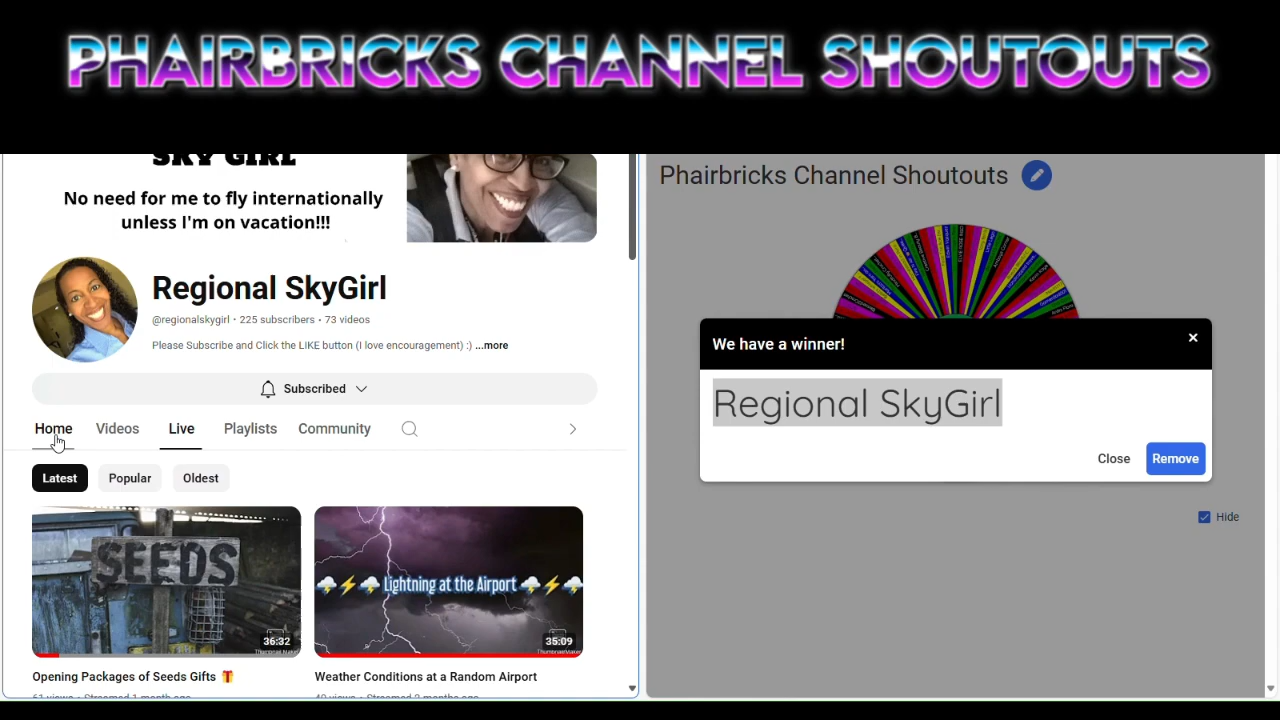 PHAIRBRICKS CHANNEL SHOUTOUTS
SKY GIRL
No need for me to fly internationally
unless I'm on vacation!!!
Regional SkyGirl
@regionalskygirl • 225 subscribers • 73 videos
Please Subscribe and Click the LIKE button (I love encouragement) :) ...more
Subscribed
Home Videos Live Playlists Community
Latest Popular Oldest
SEEDS
36:32
Lightning at the Airport
35:09
Opening Packages of Seeds Gifts
Weather Conditions at a Random Airport
Phairbricks Channel Shoutouts
We have a winner!
Regional SkyGirl
Close Remove
Hide